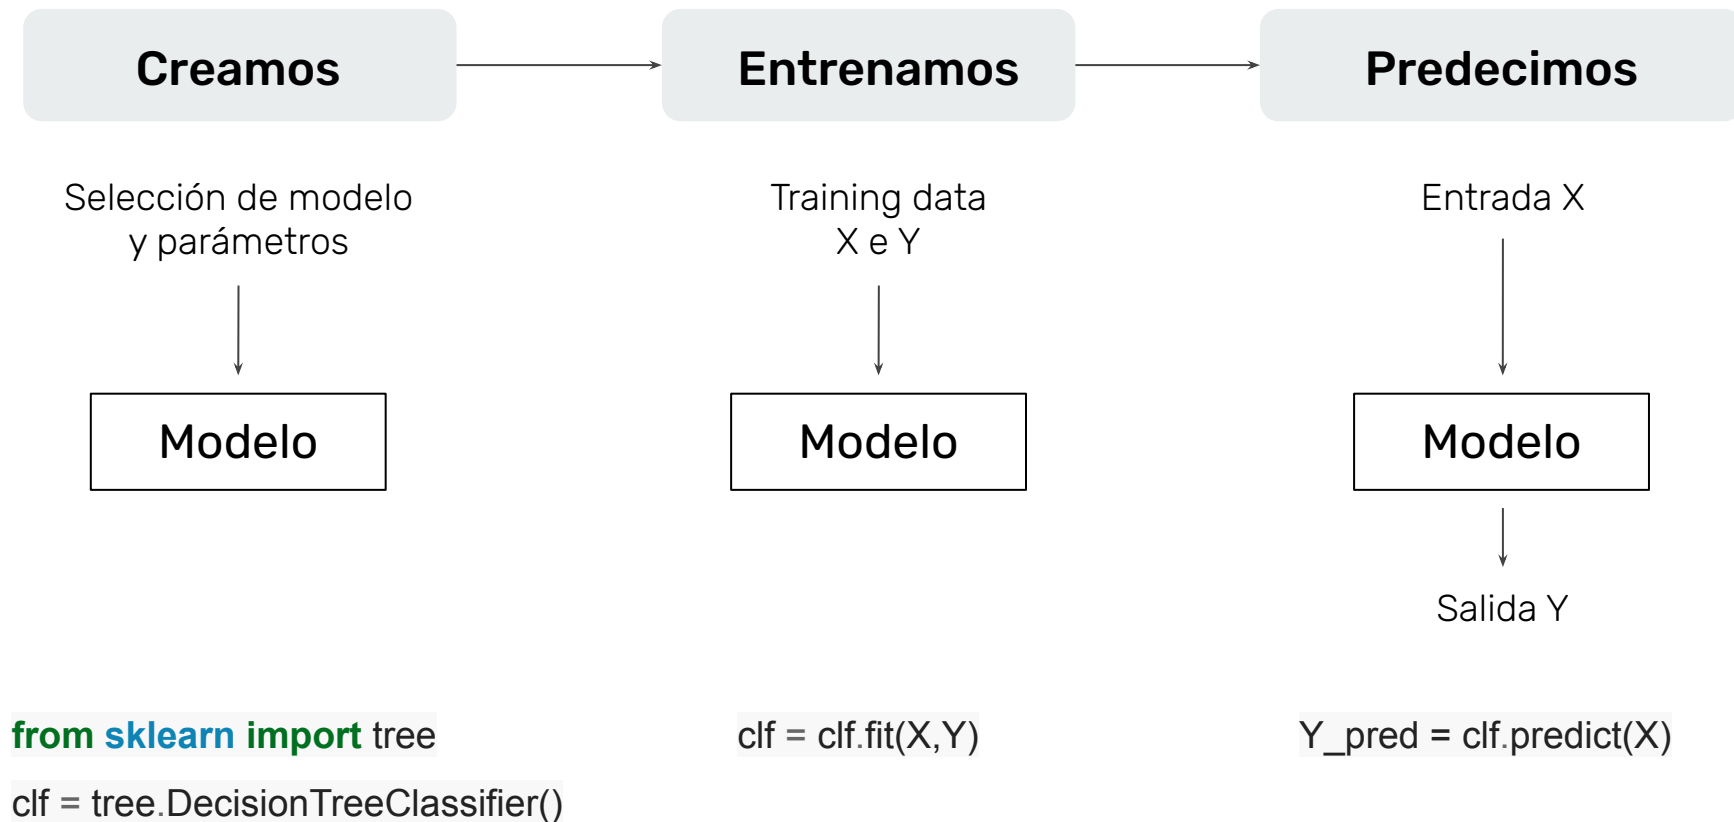 Creamos
Entrenamos
Predecimos
Selección de modelo
y parámetros
Training data
X e Y
Entrada X
Modelo
Modelo
Modelo
Salida Y
from sklearn import tree
clf = tree.DecisionTreeClassifier()
clf = clf.fit(X,Y)
Y_pred = clf.predict(X)